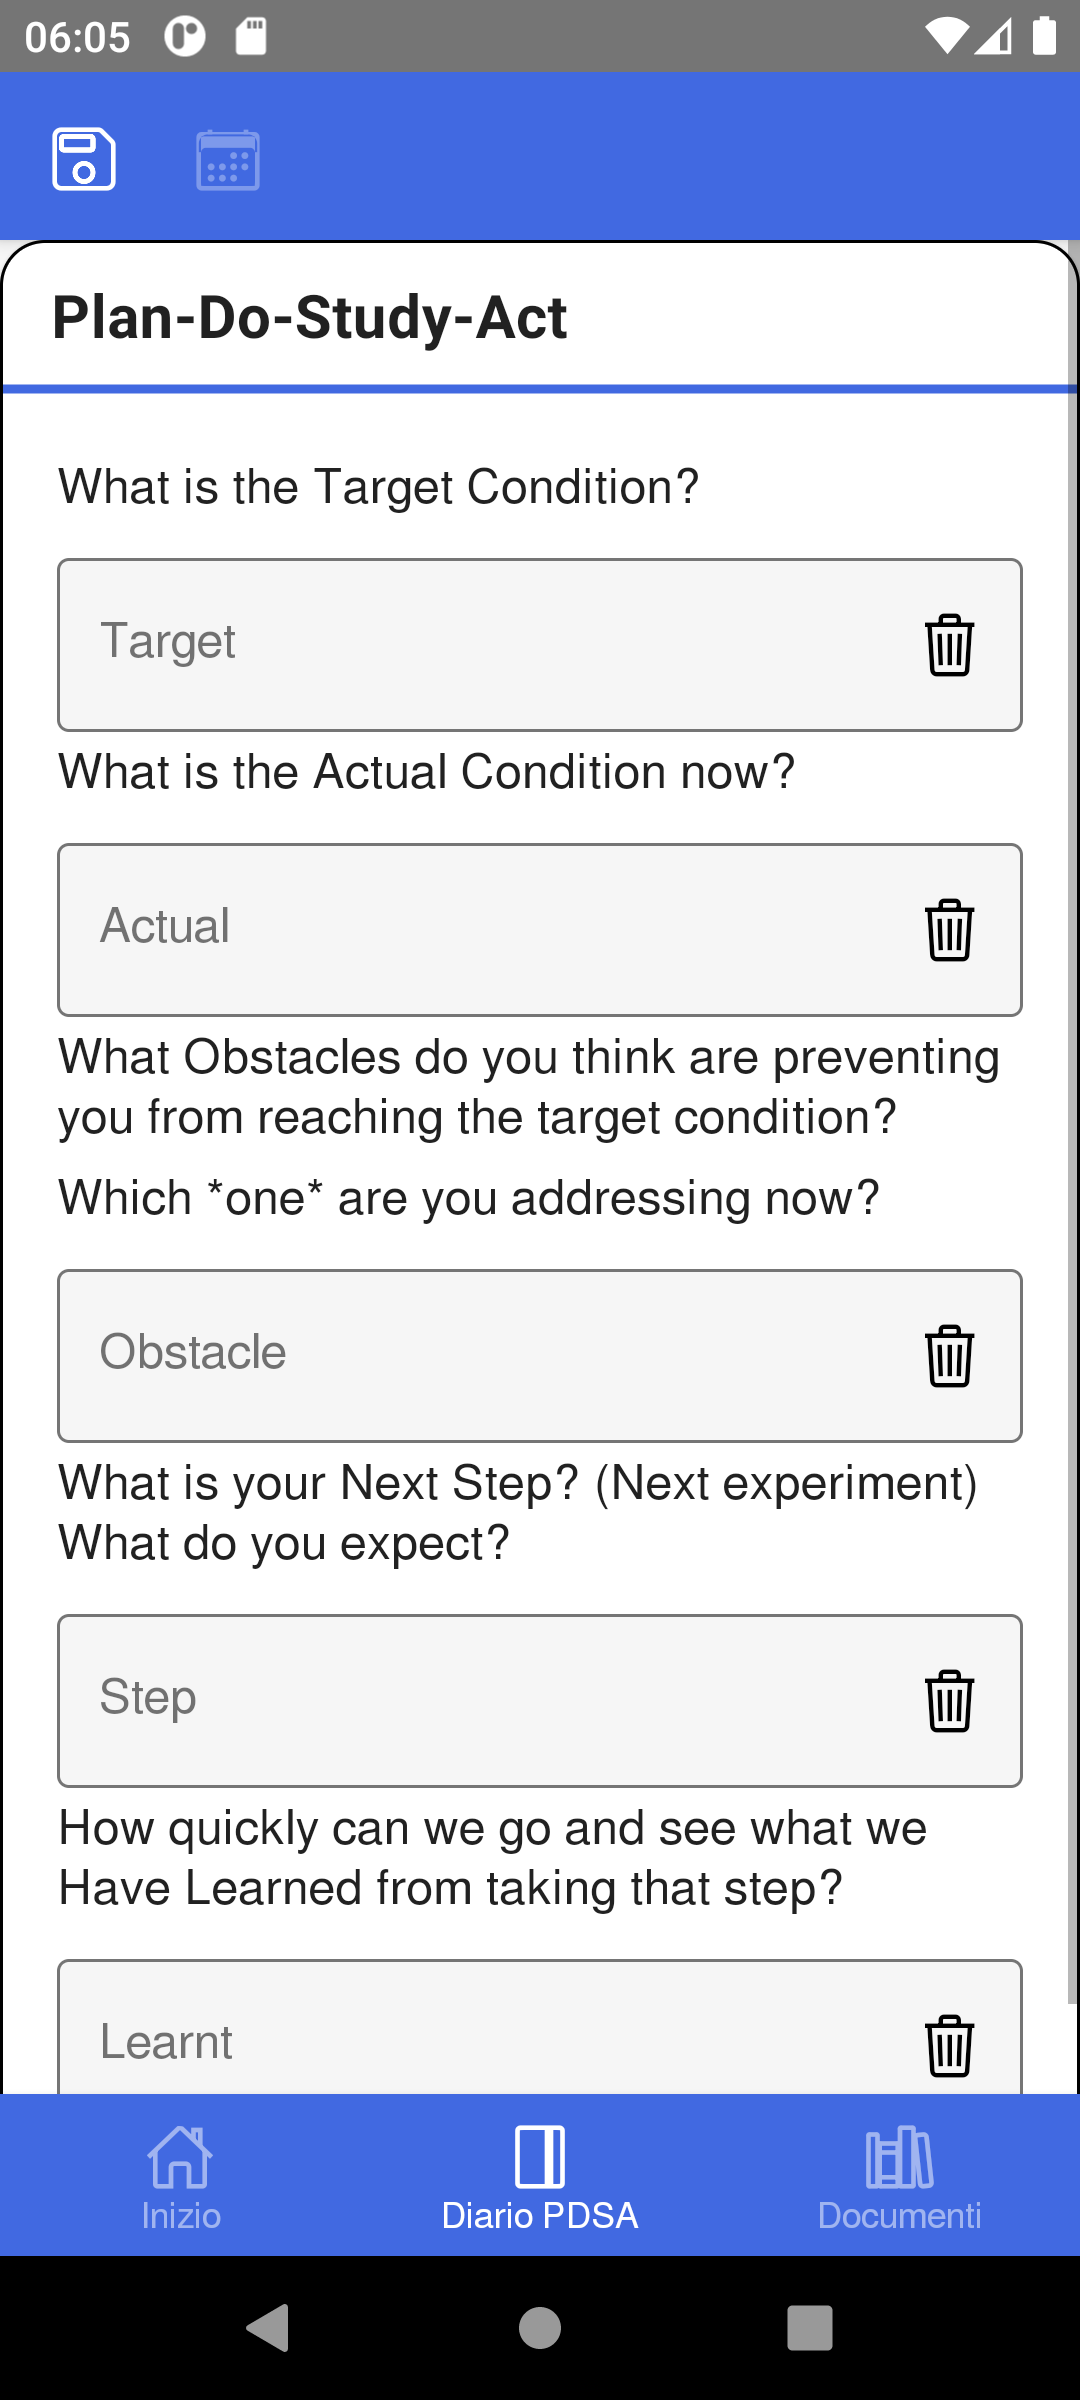 06:05
Plan-Do-Study-Act
What is the Target Condition?
Target
What is the Actual Condition now?
Actual
What Obstacles do you think are preventing
you from reaching the target condition?
Which *one* are you addressing now?
Obstacle
What is your Next Step? (Next experiment)
What do you expect?
Step
How quickly can we go and see what we
Have Learned from taking that step?
Learnt
Inizio
Diario PDSA
Documenti